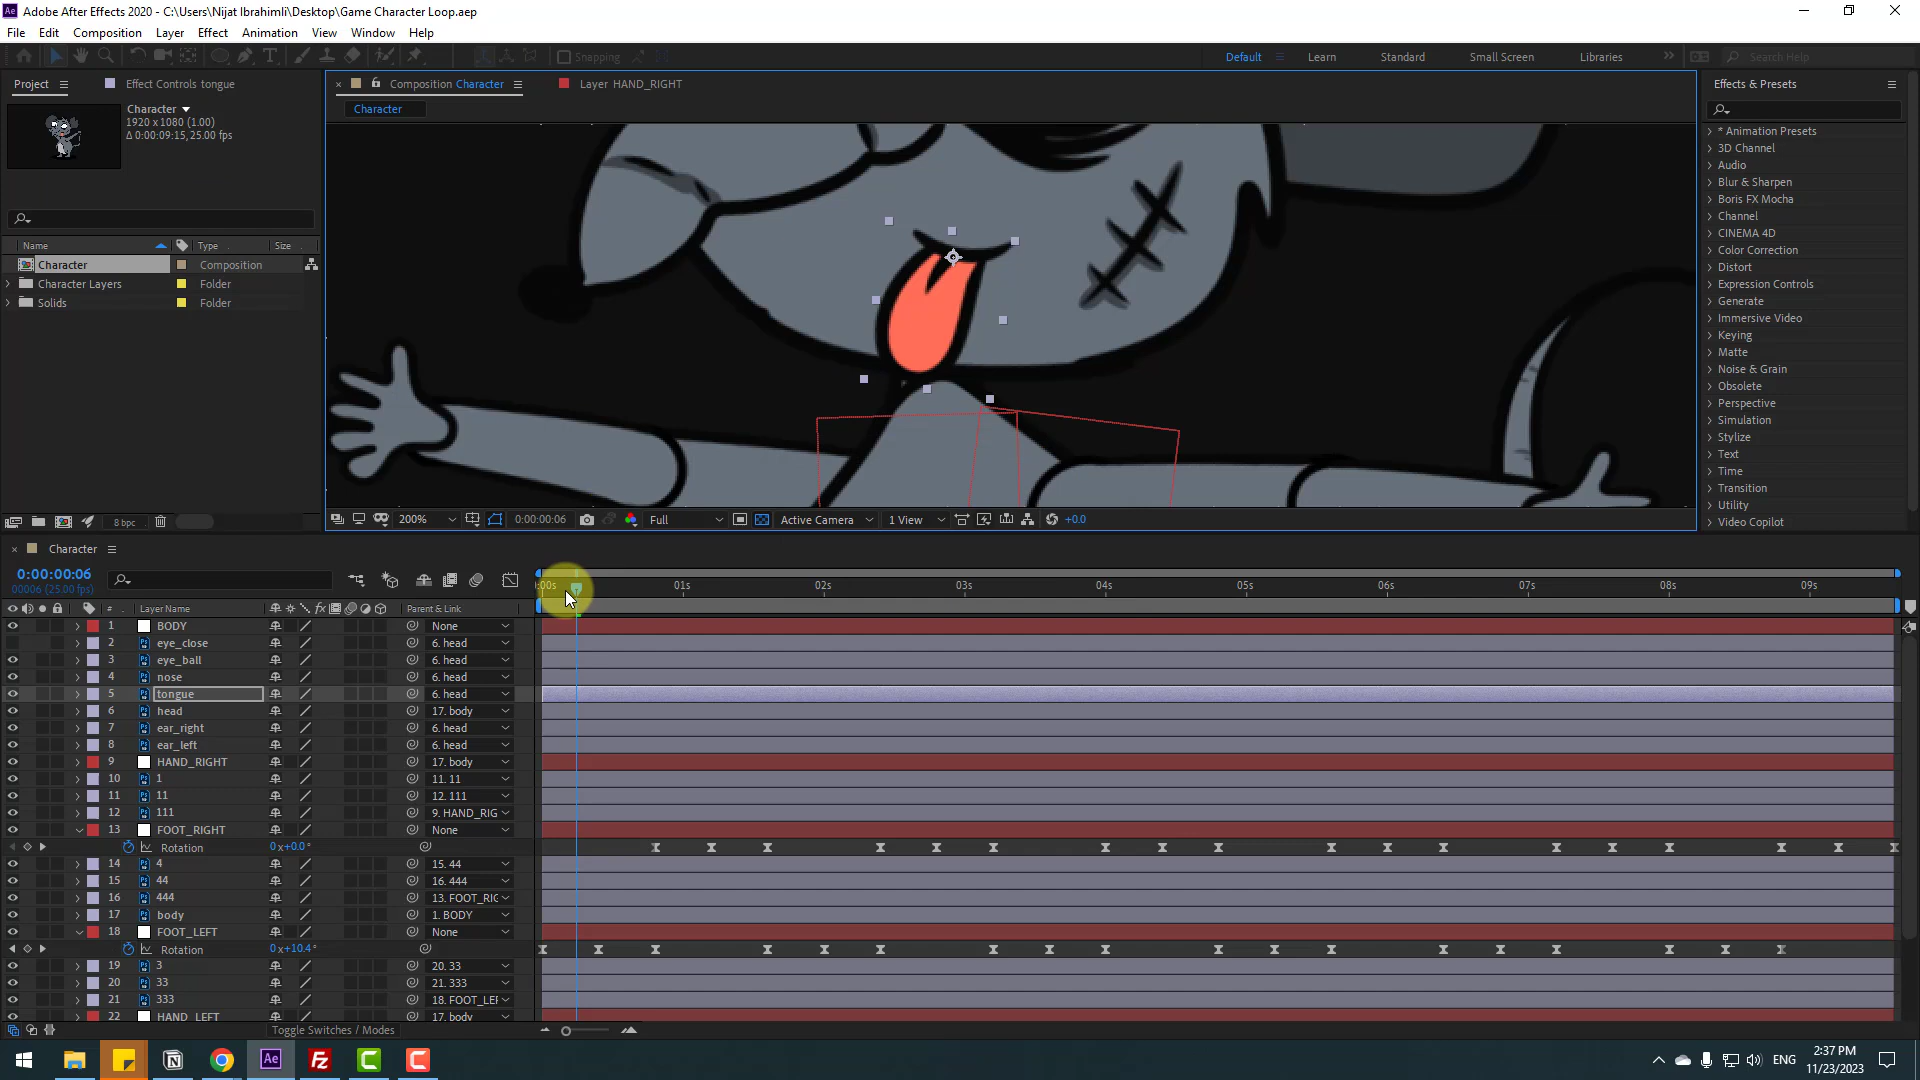 Adobe After Effects 2020 - C:\Users\Nijat Ibrahimli\Desktop\Game Character Loop.aep
File Edit Composition Layer Effect Animation View Window Help
Snapping Default Learn Standard Small Screen Libraries Search Help
Project Effect Controls tongue Composition Character Layer HAND_RIGHT Effects & Presets
Character
1920 x 1080 (1.00)
Δ 0:00:09:15, 25.00 fps
Character
Name Type Size
Character Composition
Character Layers Folder
Solids Folder
8 bpc
200% 0:00:00:06 Full Active Camera 1 View +0.0
* Animation Presets
3D Channel
Audio
Blur & Sharpen
Boris FX Mocha
Channel
CINEMA 4D
Color Correction
Distort
Expression Controls
Generate
Immersive Video
Keying
Matte
Noise & Grain
Obsolete
Perspective
Simulation
Stylize
Text
Time
Transition
Utility
Video Copilot
Character
0:00:00:06
00006 (25.00 fps)
:00s 01s 02s 03s 04s 05s 06s 07s 08s 09s
# Layer Name Parent & Link
1 BODY None
2 eye_close 6. head
3 eye_ball 6. head
4 nose 6. head
5 tongue 6. head
6 head 17. body
7 ear_right 6. head
8 ear_left 6. head
9 HAND_RIGHT 17. body
10 1 11. 11
11 11 12. 111
12 111 9. HAND_RIG
13 FOOT_RIGHT None
Rotation 0x+0.0°
14 4 15. 44
15 44 16. 444
16 444 13. FOOT_RIG
17 body 1. BODY
18 FOOT_LEFT None
Rotation 0x+10.4°
19 3 20. 33
20 33 21. 333
21 333 18. FOOT_LEF
22 HAND_LEFT 17. body
Toggle Switches / Modes
ENG
2:37 PM
11/23/2023